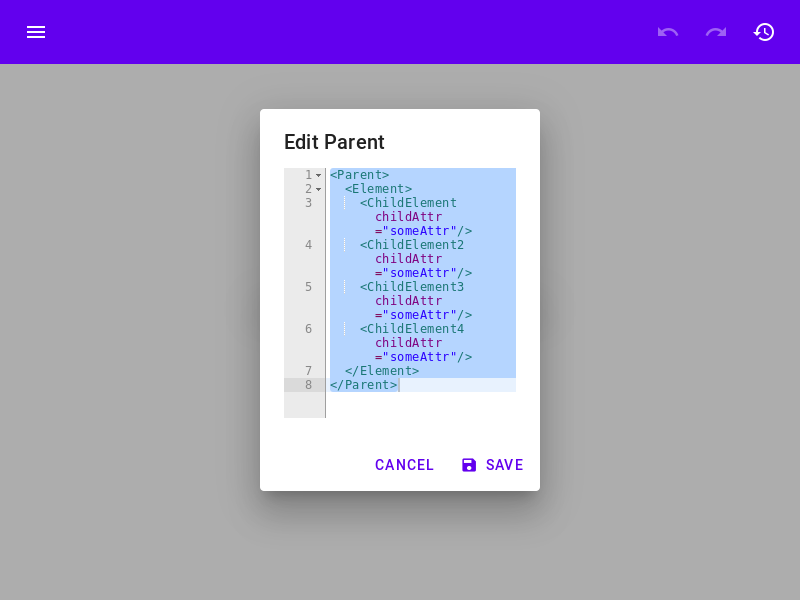 Edit Parent
1 <Parent>
2 <Element>
3 <ChildElement
childAttr
="someAttr"/>
4 <ChildElement2
childAttr
="someAttr"/>
5 <ChildElement3
childAttr
="someAttr"/>
6 <ChildElement4
childAttr
="someAttr"/>
7 </Element>
8 </Parent>
CANCEL SAVE